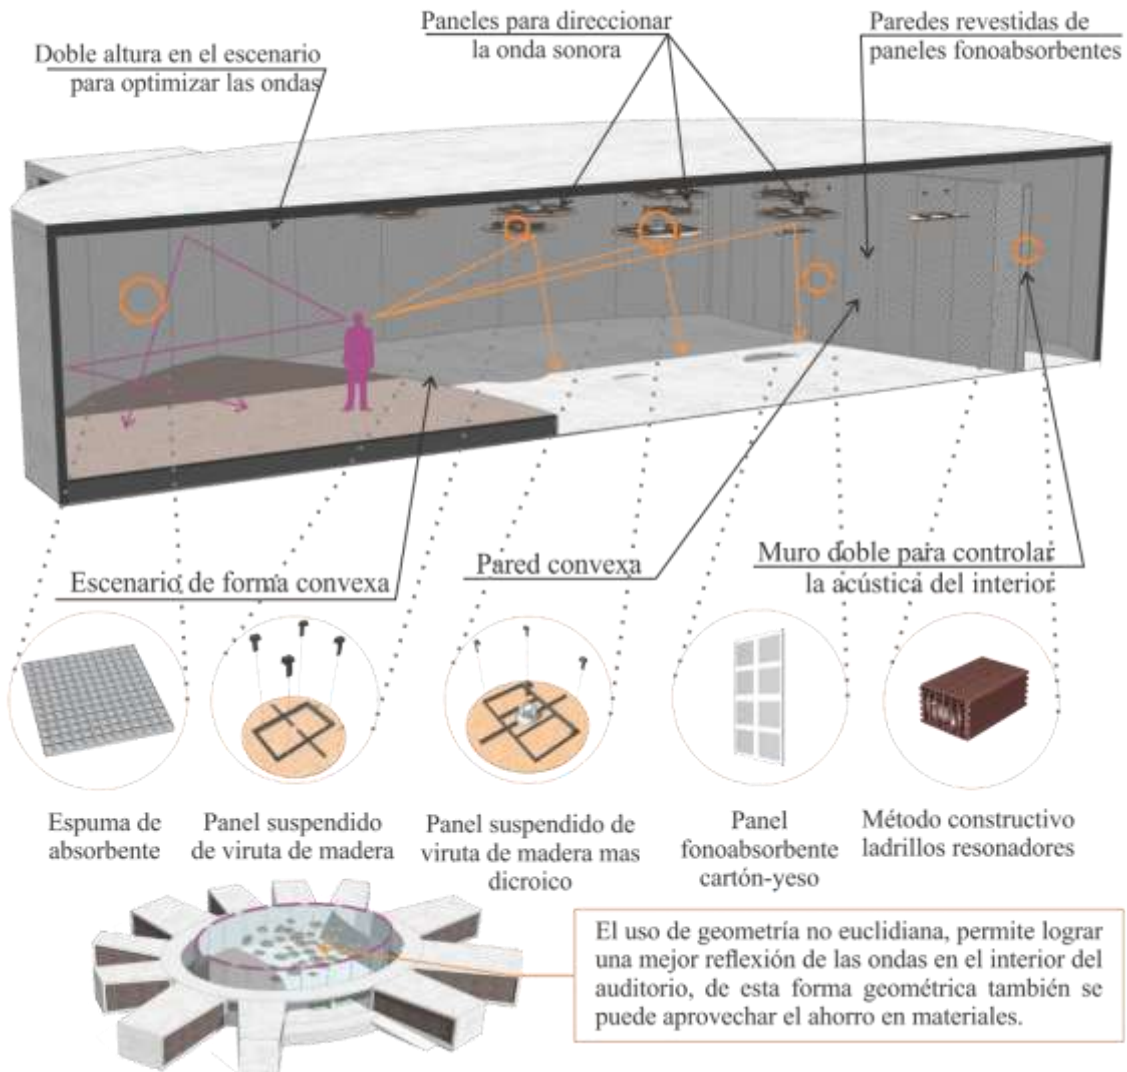 Doble altura en el escenario
para optimizar las ondas
Paneles para direccionar
la onda sonora
Paredes revestidas de
paneles fonoabsorbentes
Escenario de forma convexa
Pared convexa
Muro doble para controlar
la acústica del interior
Espuma de
absorbente
Panel suspendido
de viruta de madera
Panel suspendido de
viruta de madera mas
dicroico
Panel
fonoabsorbente
cartón-yeso
Método constructivo
ladrillos resonadores
El uso de geometría no euclidiana, permite lograr
una mejor reflexión de las ondas en el interior del
auditorio, de esta forma geométrica también se
puede aprovechar el ahorro en materiales.